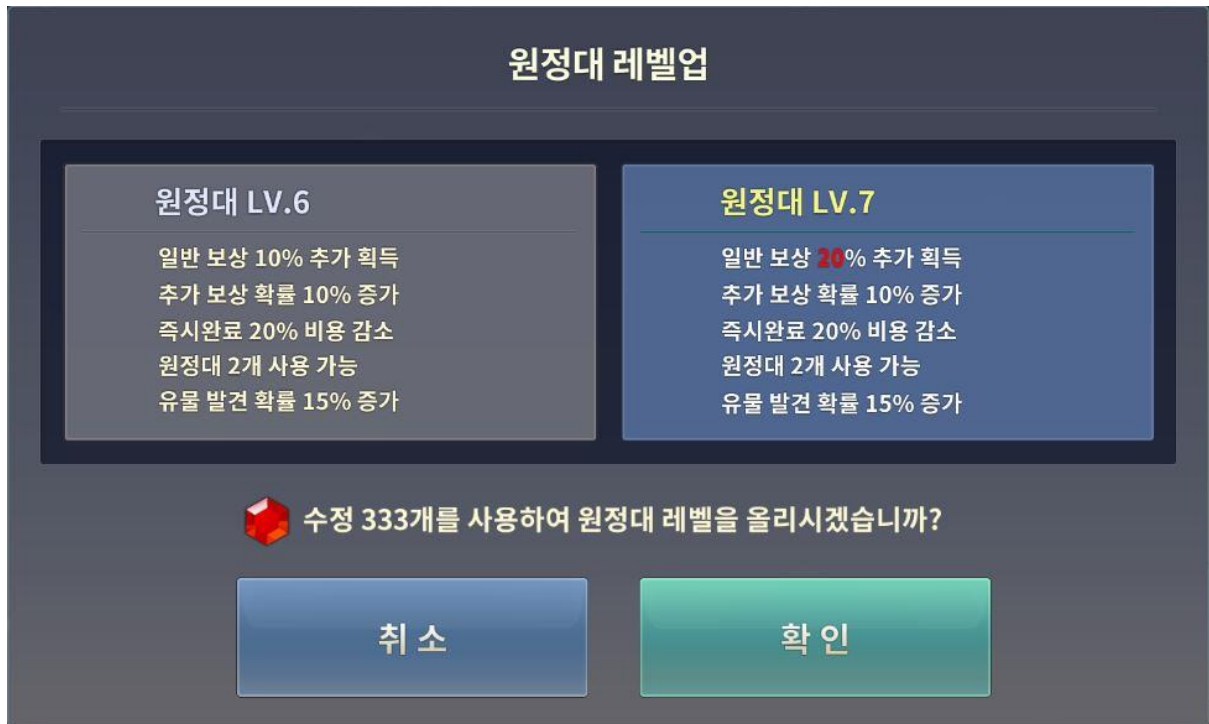 원정대 레벨업
원정대 LV.6
일반 보상 10% 추가 획득
추가 보상 확률 10% 증가
즉시완료 20% 비용 감소
원정대 2개 사용 가능
유물 발견 확률 15% 증가
원정대 LV.7
일반 보상 20% 추가 획득
추가 보상 확률 10% 증가
즉시완료 20% 비용 감소
원정대 2개 사용 가능
유물 발견 확률 15% 증가
수정 333개를 사용하여 원정대 레벨을 올리시겠습니까?
취 소
확 인